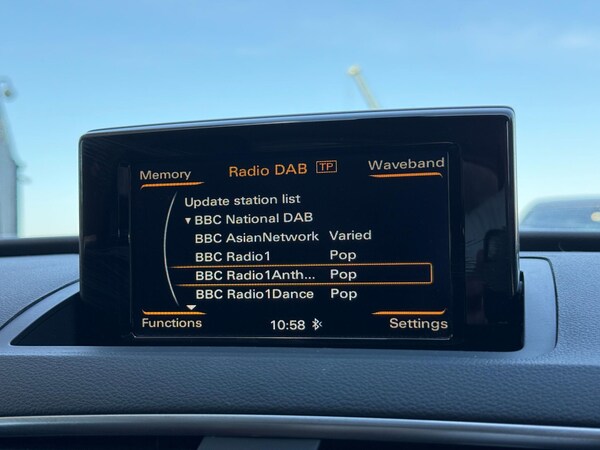 Memory Radio DAB TP Waveband
Update station list
▼ BBC National DAB
BBC AsianNetwork Varied
BBC Radio1 Pop
BBC Radio1Anth... Pop
BBC Radio1Dance Pop
Functions 10:58 Settings